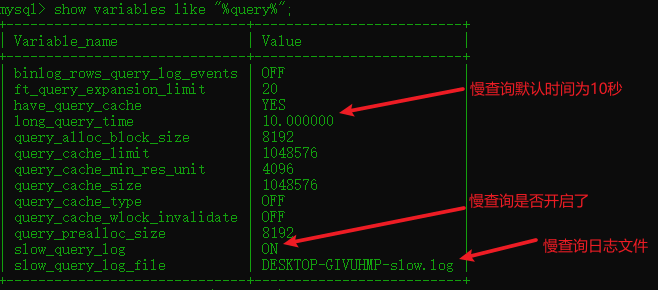 mysql> show variables like "%query%";
Variable_name | Value
binlog_rows_query_log_events | OFF
ft_query_expansion_limit | 20
have_query_cache | YES
long_query_time | 10.000000
query_alloc_block_size | 8192
query_cache_limit | 1048576
query_cache_min_res_unit | 4096
query_cache_size | 1048576
query_cache_type | OFF
query_cache_wlock_invalidate | OFF
query_prealloc_size | 8192
slow_query_log | ON
slow_query_log_file | DESKTOP-GIVUHMP-slow.log
慢查询默认时间为10秒
慢查询是否开启了
慢查询日志文件